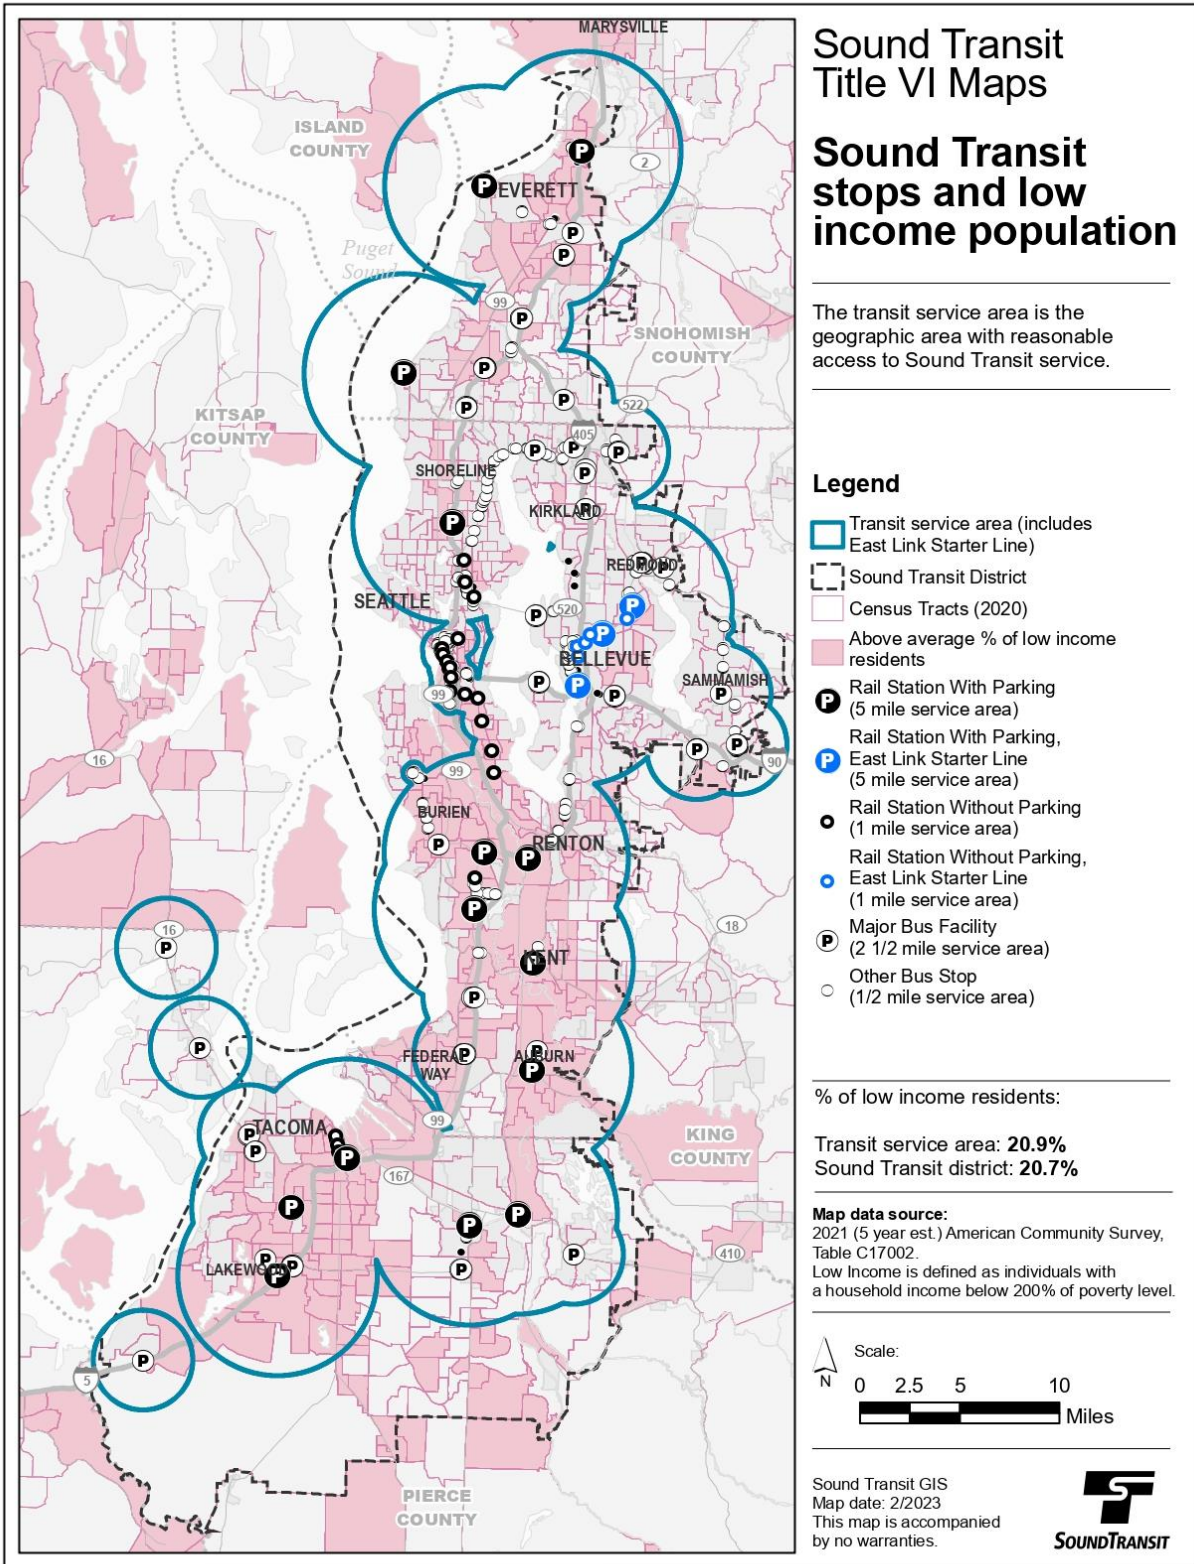 Sound Transit
Title VI Maps
Sound Transit
stops and low
income population
The transit service area is the
geographic area with reasonable
access to Sound Transit service.
Legend
Transit service area (includes
East Link Starter Line)
Sound Transit District
Census Tracts (2020)
Above average % of low income
residents
P
Rail Station With Parking
(5 mile service area)
P
Rail Station With Parking,
East Link Starter Line
(5 mile service area)
Rail Station Without Parking
(1 mile service area)
Rail Station Without Parking,
East Link Starter Line
(1 mile service area)
P
Major Bus Facility
(2 1/2 mile service area)
Other Bus Stop
(1/2 mile service area)
% of low income residents:
Transit service area: 20.9%
Sound Transit district: 20.7%
Map data source:
2021 (5 year est.) American Community Survey,
Table C17002.
Low Income is defined as individuals with
a household income below 200% of poverty level.
N
Scale:
0 2.5 5 10
Miles
Sound Transit GIS
Map date: 2/2023
This map is accompanied
by no warranties.
SOUNDTRANSIT
MARYSVILLE
ISLAND
COUNTY
2
EVERETT
Puget
Sound
99
SNOHOMISH
COUNTY
KITSAP
COUNTY
522
405
SHORELINE
KIRKLAND
REDMOND
SEATTLE
520
BELLEVUE
SAMMAMISH
99
16
99
90
BURIEN
RENTON
16
18
KENT
FEDERAL
WAY
AUBURN
99
TACOMA
KING
COUNTY
167
410
LAKEWOOD
5
PIERCE
COUNTY